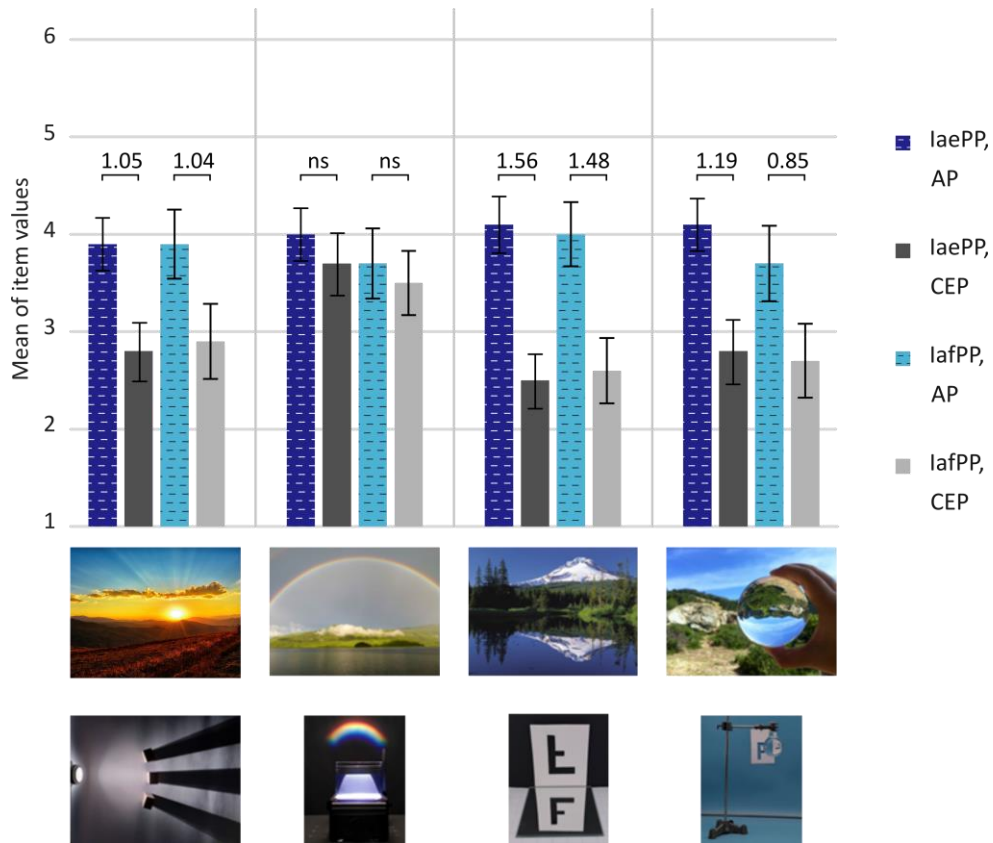 6
5
4
3
2
1
Mean of item values
1.05 1.04 ns ns 1.56 1.48 1.19 0.85
IaePP,
AP
IaePP,
CEP
IafPP,
AP
IafPP,
CEP
F
P